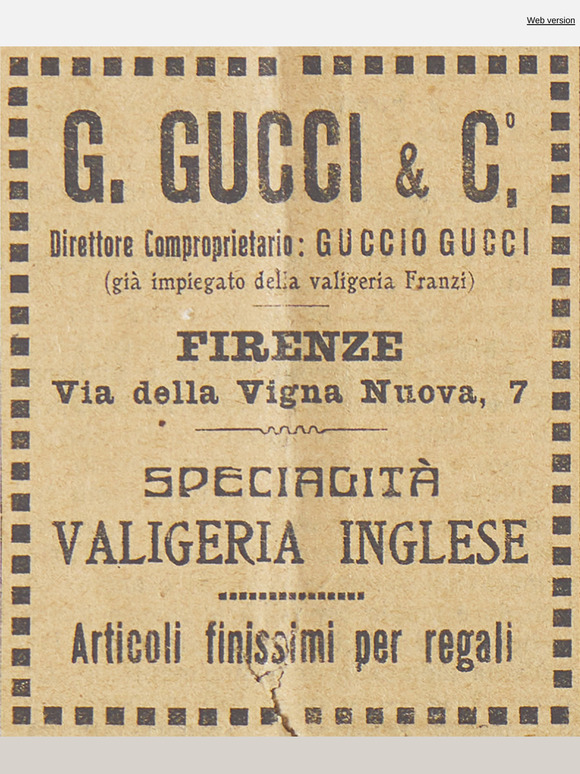 Web version
G. GUCCI & Cº.
Direttore Comproprietario: GUCCIO GUCCI
(già impiegato della valigeria Franzi)
FIRENZE
Via della Vigna Nuova, 7
SPECIALITÀ
VALIGERIA INGLESE
Articoli finissimi per regali